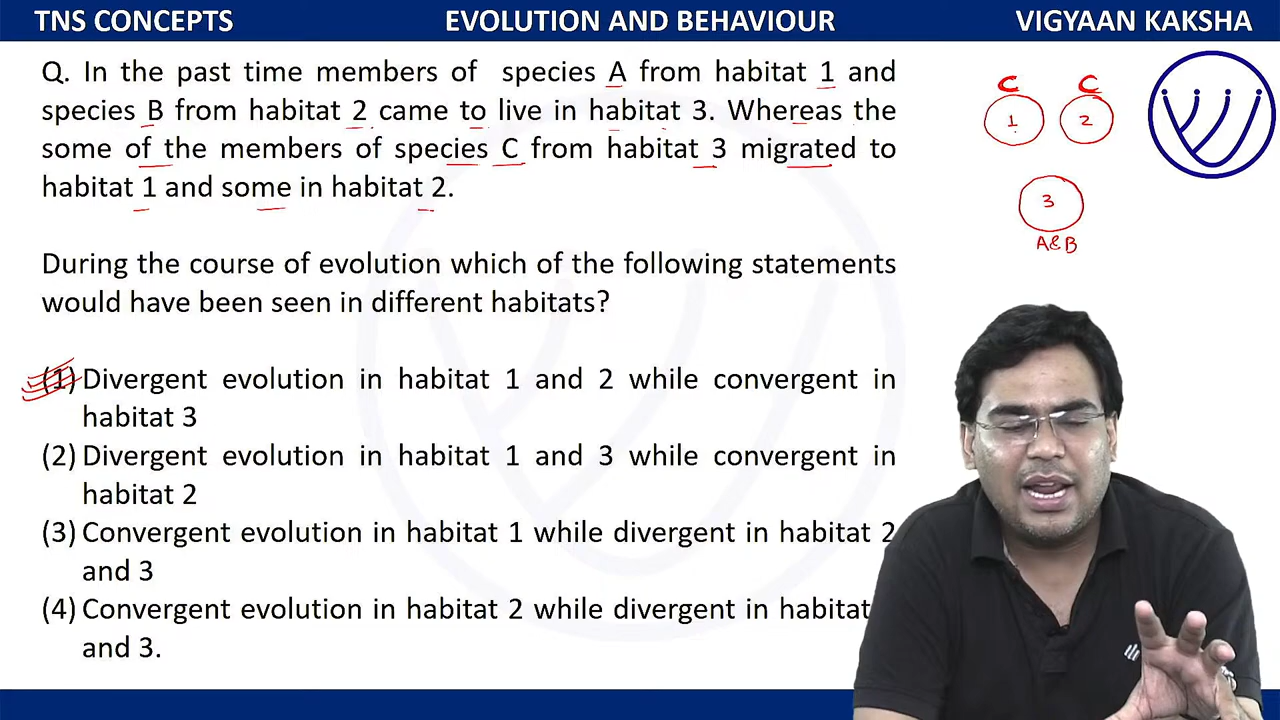 TNS CONCEPTS EVOLUTION AND BEHAVIOUR VIGYAAN KAKSHA
Q. In the past time members of species A from habitat 1 and
species B from habitat 2 came to live in habitat 3. Whereas the
some of the members of species C from habitat 3 migrated to
habitat 1 and some in habitat 2.
C C
1 2
3
A&B
During the course of evolution which of the following statements
would have been seen in different habitats?
(1) Divergent evolution in habitat 1 and 2 while convergent in
habitat 3
(2) Divergent evolution in habitat 1 and 3 while convergent in
habitat 2
(3) Convergent evolution in habitat 1 while divergent in habitat 2
and 3
(4) Convergent evolution in habitat 2 while divergent in habitat
and 3.